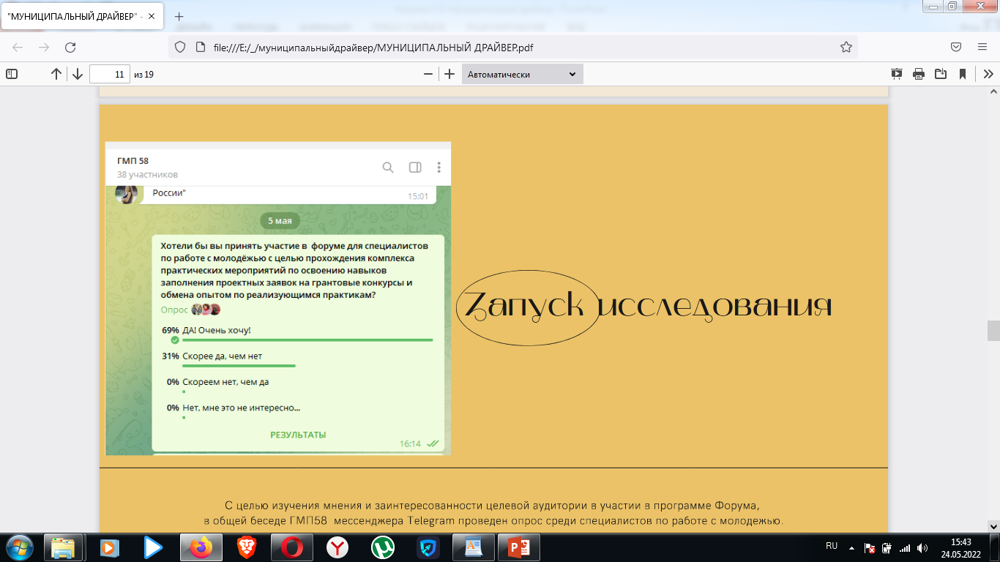 "МУНИЦИПАЛЬНЫЙ ДРАЙВЕР" -
file:///E:/_/муниципальныйдрайвер/МУНИЦИПАЛЬНЫЙ ДРАЙВЕР.pdf
11 из 19
Автоматически
ГМП 58
38 участников
России"
15:01
5 мая
Хотели бы вы принять участие в форуме для специалистов
по работе с молодёжью с целью прохождения комплекса
практических мероприятий по освоению навыков
заполнения проектных заявок на грантовые конкурсы и
обмена опытом по реализующимся практикам?
Опрос
69% ДА! Очень хочу!
31% Скорее да, чем нет
0% Скореем нет, чем да
0% Нет, мне это не интересно...
РЕЗУЛЬТАТЫ
16:14
Zапуск исследования
С целью изучения мнения и заинтересованности целевой аудитории в участии в программе Форума,
в общей беседе ГМП58 мессенджера Telegram проведен опрос среди специалистов по работе с молодежью.
RU
15:43
24.05.2022